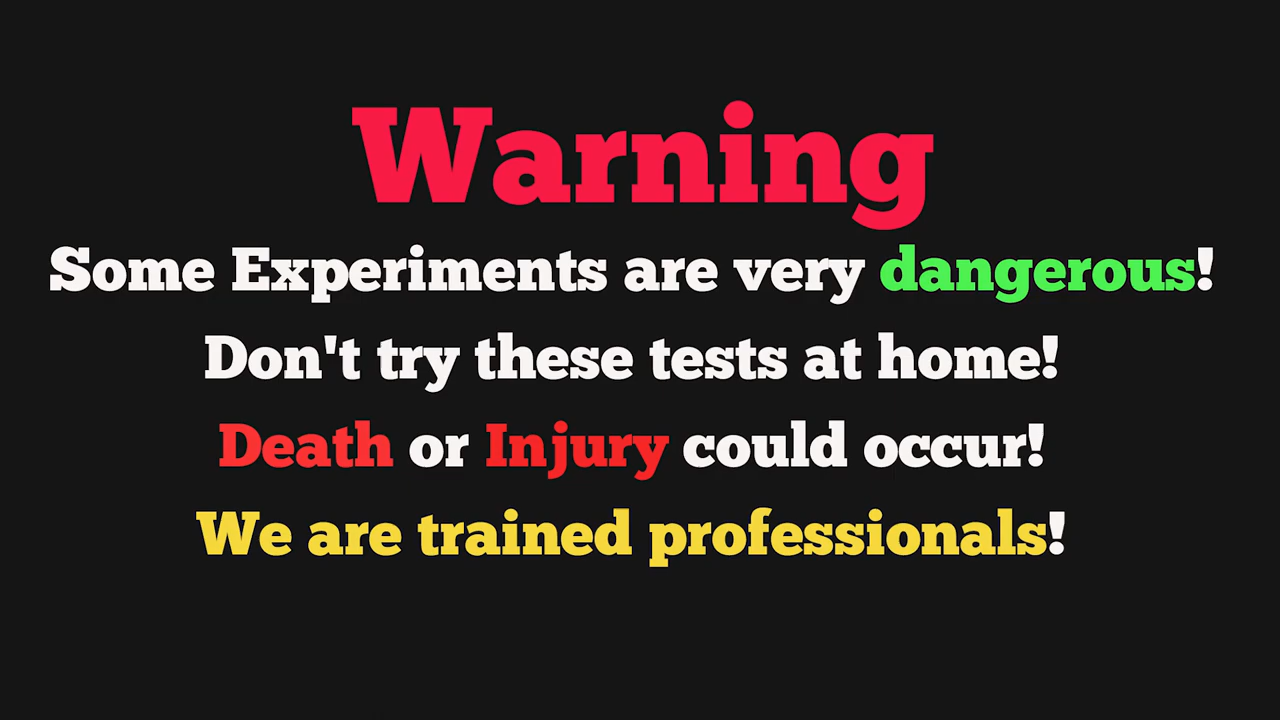 Warning
Some Experiments are very dangerous!
Don't try these tests at home!
Death or Injury could occur!
We are trained professionals!